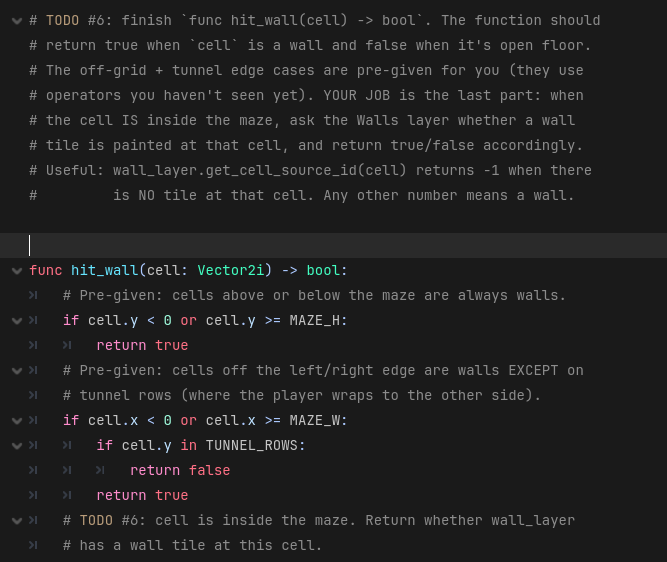 # TODO #6: finish `func hit_wall(cell) -> bool`. The function should
# return true when `cell` is a wall and false when it's open floor.
# The off-grid + tunnel edge cases are pre-given for you (they use
# operators you haven't seen yet). YOUR JOB is the last part: when
# the cell IS inside the maze, ask the Walls layer whether a wall
# tile is painted at that cell, and return true/false accordingly.
# Useful: wall_layer.get_cell_source_id(cell) returns -1 when there
#         is NO tile at that cell. Any other number means a wall.

func hit_wall(cell: Vector2i) -> bool:
    # Pre-given: cells above or below the maze are always walls.
    if cell.y < 0 or cell.y >= MAZE_H:
        return true
    # Pre-given: cells off the left/right edge are walls EXCEPT on
    # tunnel rows (where the player wraps to the other side).
    if cell.x < 0 or cell.x >= MAZE_W:
        if cell.y in TUNNEL_ROWS:
            return false
        return true
    # TODO #6: cell is inside the maze. Return whether wall_layer
    # has a wall tile at this cell.